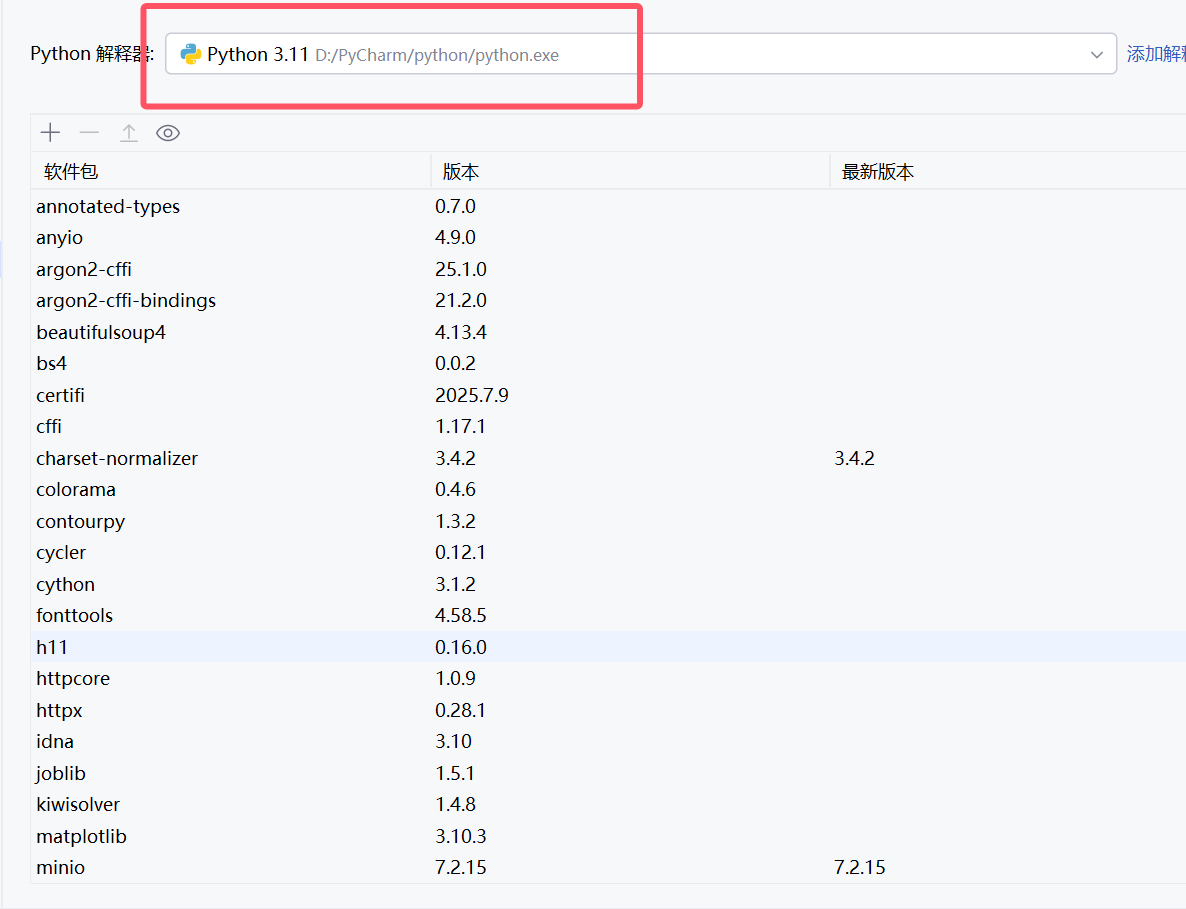 Python 解释器: Python 3.11 D:/PyCharm/python/python.exe 添加解释
软件包 版本 最新版本
annotated-types 0.7.0
anyio 4.9.0
argon2-cffi 25.1.0
argon2-cffi-bindings 21.2.0
beautifulsoup4 4.13.4
bs4 0.0.2
certifi 2025.7.9
cffi 1.17.1
charset-normalizer 3.4.2 3.4.2
colorama 0.4.6
contourpy 1.3.2
cycler 0.12.1
cython 3.1.2
fonttools 4.58.5
h11 0.16.0
httpcore 1.0.9
httpx 0.28.1
idna 3.10
joblib 1.5.1
kiwisolver 1.4.8
matplotlib 3.10.3
minio 7.2.15 7.2.15